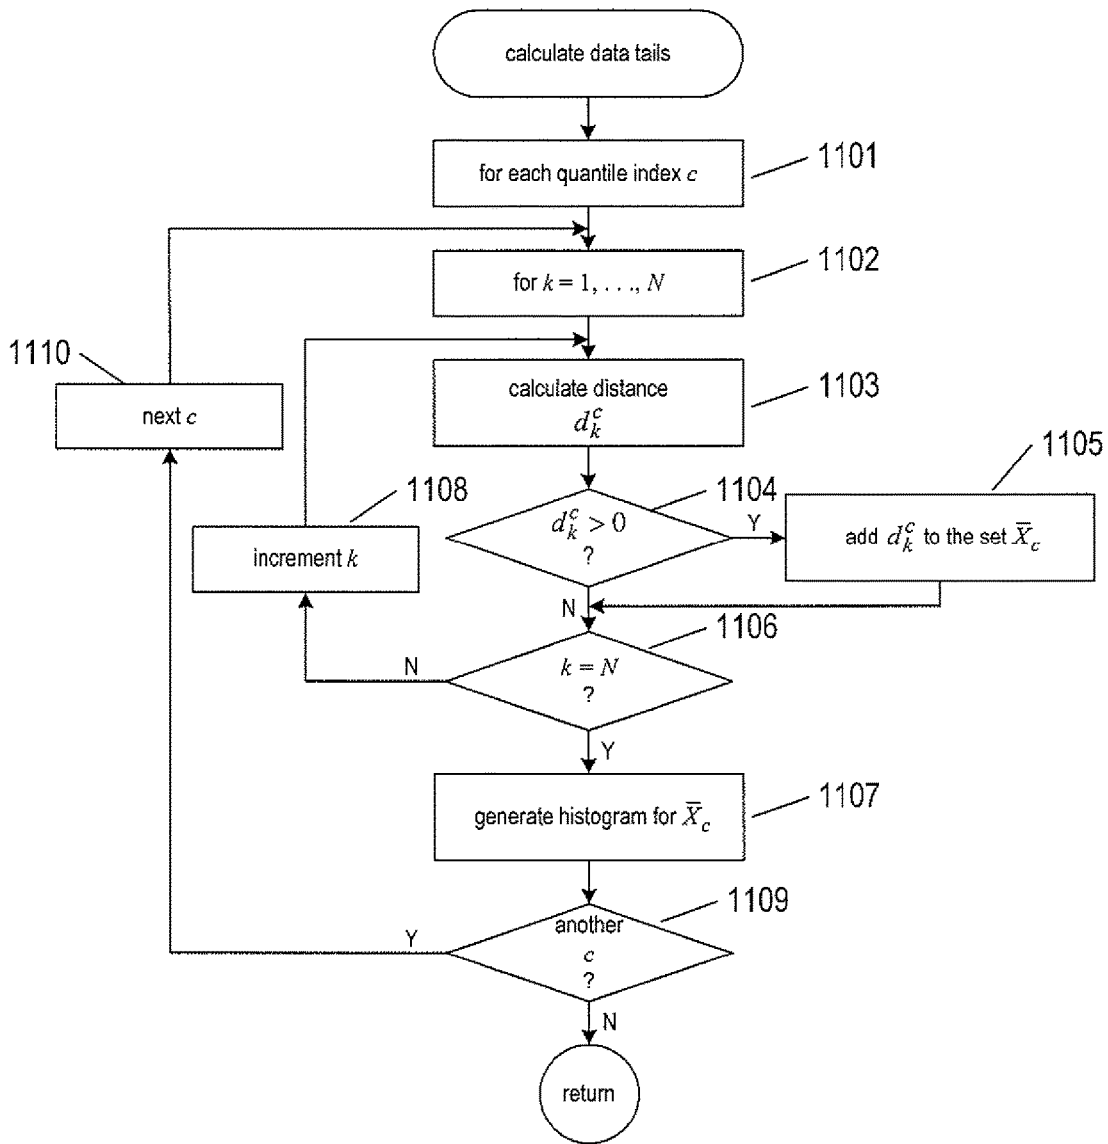 calculate data tails
1101
for each quantile index c
1102
for k = 1, . . ., N
1110
next c
calculate distance
d_k^c
1103
1105
1108
1104
d_k^c > 0
?
Y
add d_k^c to the set X̄_c
increment k
N
1106
k = N
?
N
Y
generate histogram for X̄_c
1107
1109
another
c
?
Y
N
return